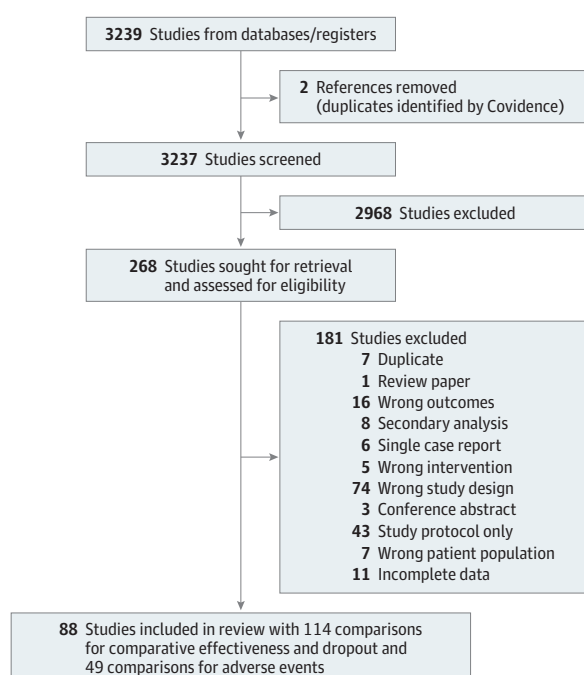 3239 Studies from databases/registers
2 References removed
(duplicates identified by Covidence)
3237 Studies screened
2968 Studies excluded
268 Studies sought for retrieval
and assessed for eligibility
181 Studies excluded
7 Duplicate
1 Review paper
16 Wrong outcomes
8 Secondary analysis
6 Single case report
5 Wrong intervention
74 Wrong study design
3 Conference abstract
43 Study protocol only
7 Wrong patient population
11 Incomplete data
88 Studies included in review with 114 comparisons
for comparative effectiveness and dropout and
49 comparisons for adverse events